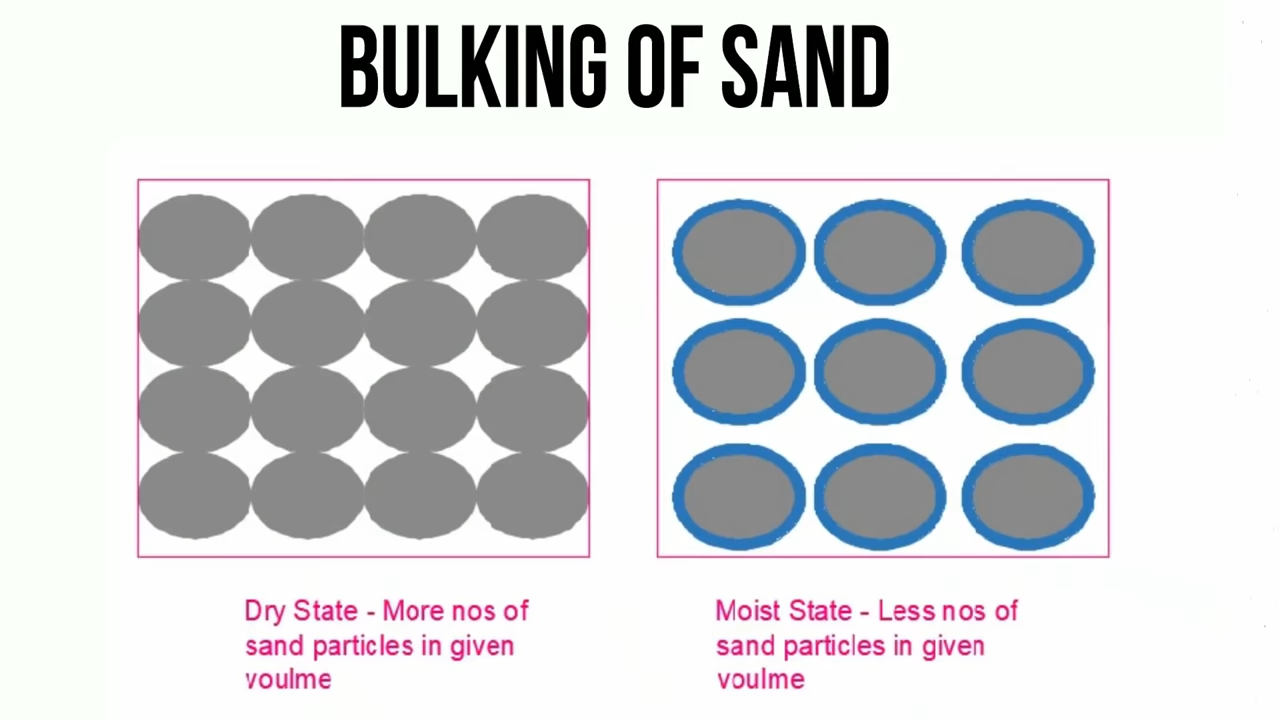 BULKING OF SAND
Dry State - More nos of
sand particles in given
voulme
Moist State - Less nos of
sand particles in given
voulme